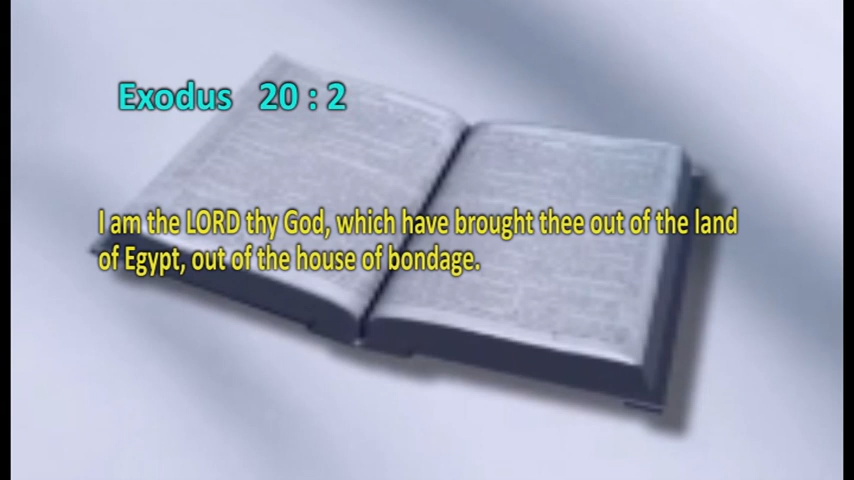 Exodus 20 : 2
I am the LORD thy God, which have brought thee out of the land
of Egypt, out of the house of bondage.